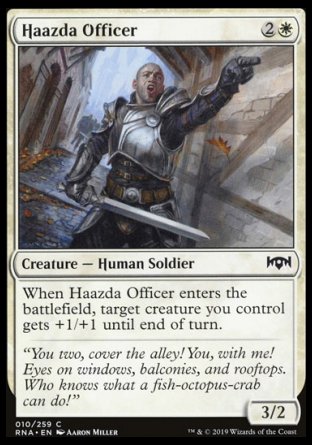 Haazda Officer 2
Creature — Human Soldier
When Haazda Officer enters the
battlefield, target creature you control
gets +1/+1 until end of turn.
“You two, cover the alley! You, with me!
Eyes on windows, balconies, and rooftops.
Who knows what a fish-octopus-crab
can do!”
3/2
010/259 C
RNA • EN Aaron Miller
™ & © 2019 Wizards of the Coast